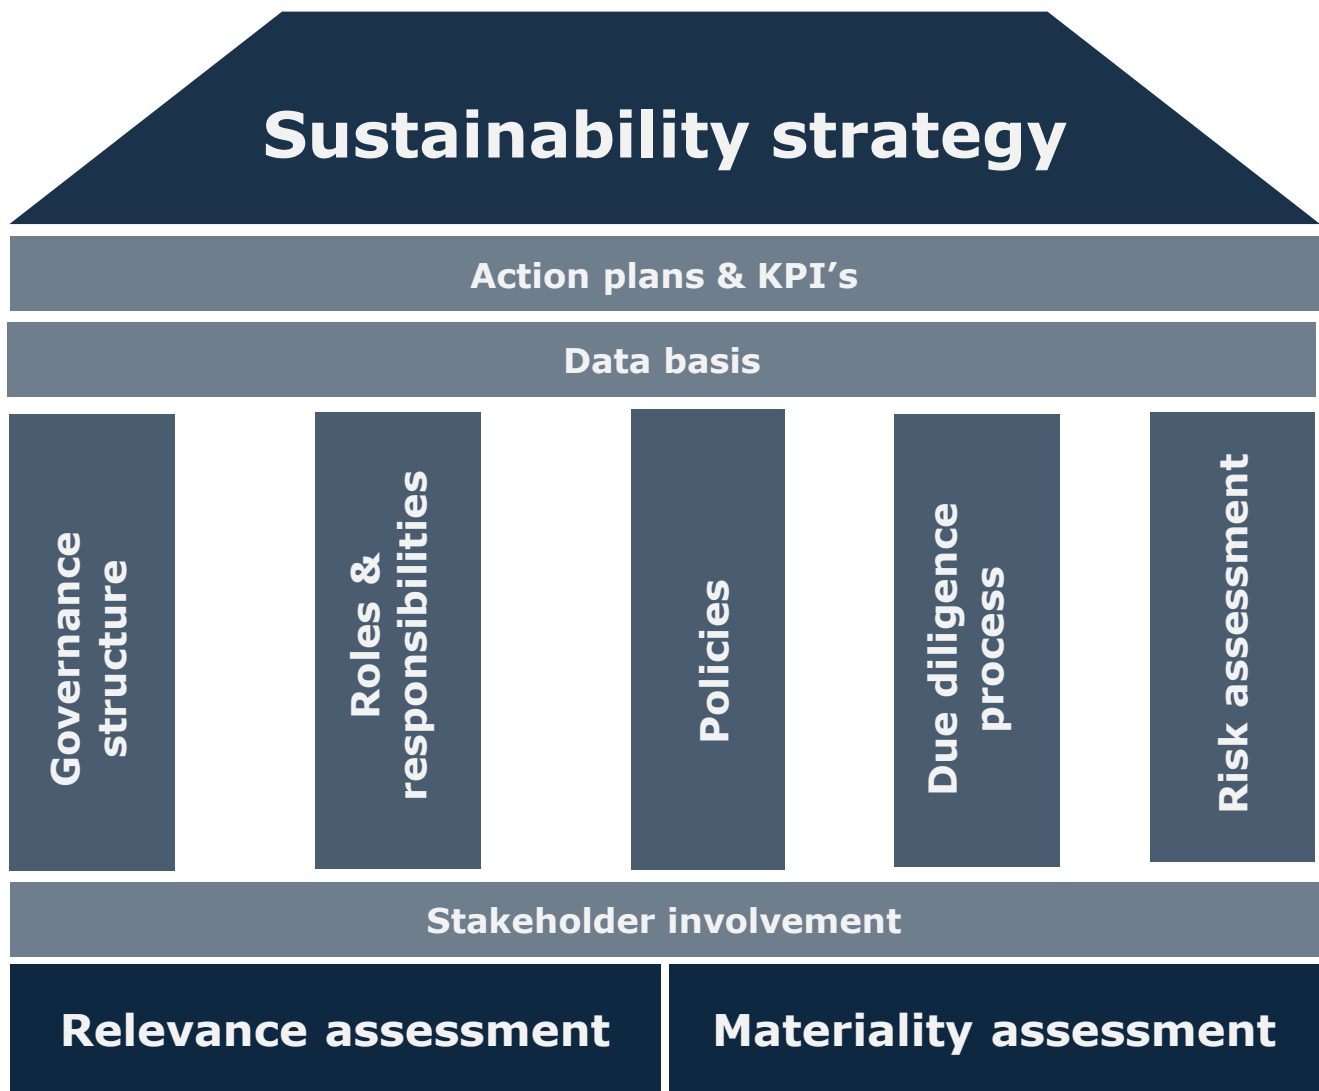 Sustainability strategy
Action plans & KPI’s
Data basis
Governance
structure
Roles &
responsibilities
Policies
Due diligence
process
Risk assessment
Stakeholder involvement
Relevance assessment
Materiality assessment